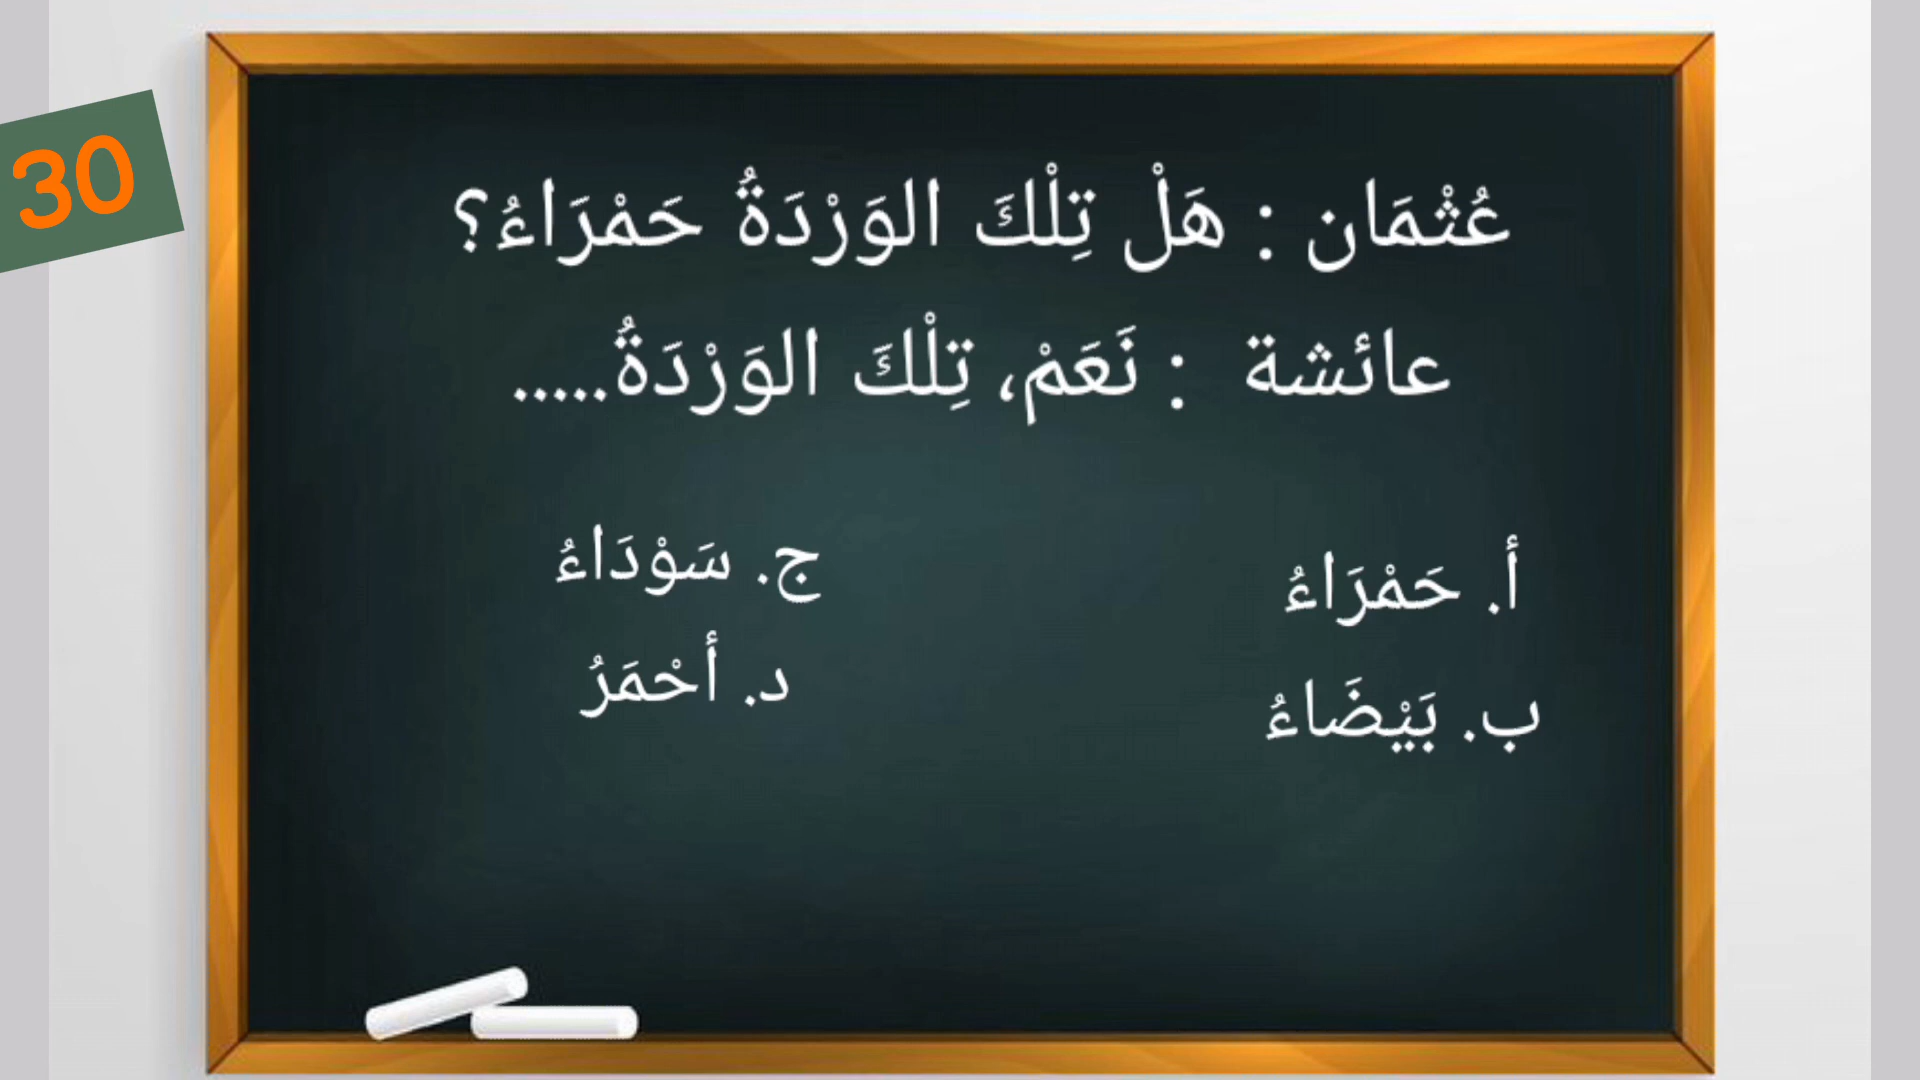 30
عُثْمَان : هَلْ تِلْكَ الوَرْدَةُ حَمْرَاءُ؟
عائشة : نَعَمْ، تِلْكَ الوَرْدَةُ.....
أ. حَمْرَاءُ
ب. بَيْضَاءُ
ج. سَوْدَاءُ
د. أَحْمَرُ